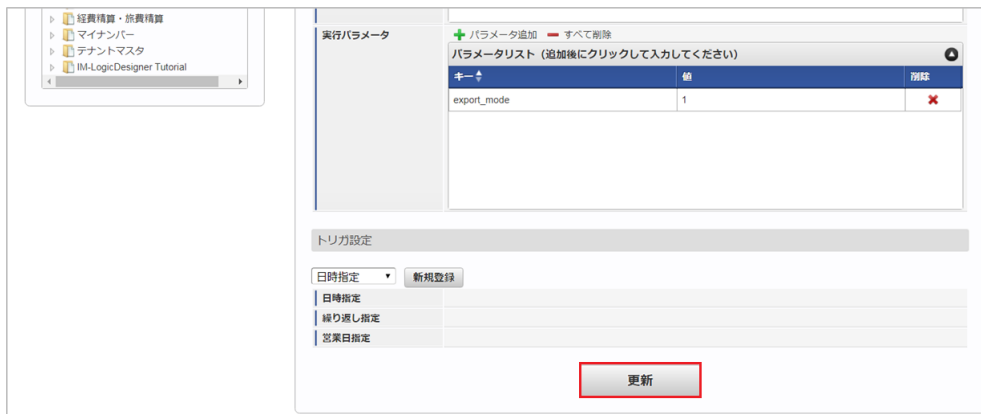 経費精算・旅費精算
マイナンバー
テナントマスタ
IM-LogicDesigner Tutorial
実行パラメータ
パラメータ追加 すべて削除
パラメータリスト（追加後にクリックして入力してください）
キー 値 削除
export_mode 1
トリガ設定
日時指定 新規登録
日時指定
繰り返し指定
営業日指定
更新